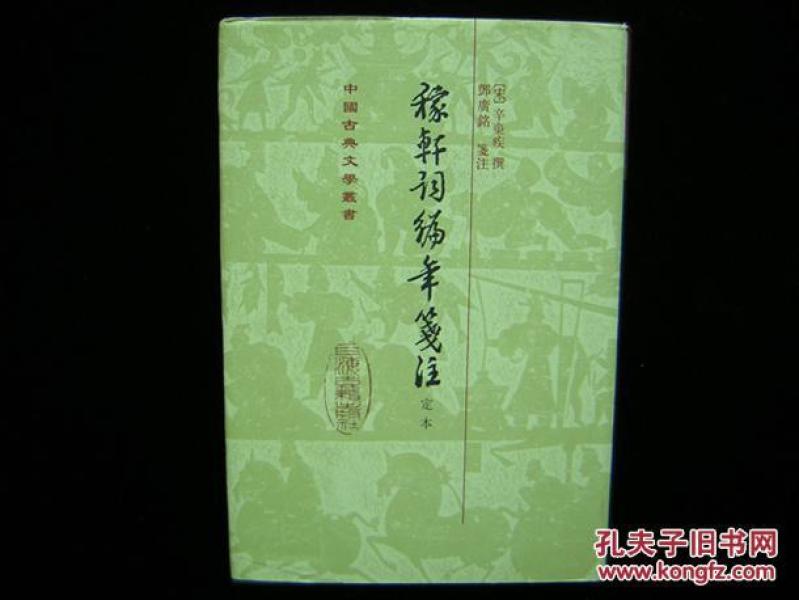 [宋]辛棄疾 撰
鄧廣銘 箋注
稼軒詞編年箋注 定本
中國古典文學叢書
上海古籍出版社
孔夫子旧书网
www.kongfz.com